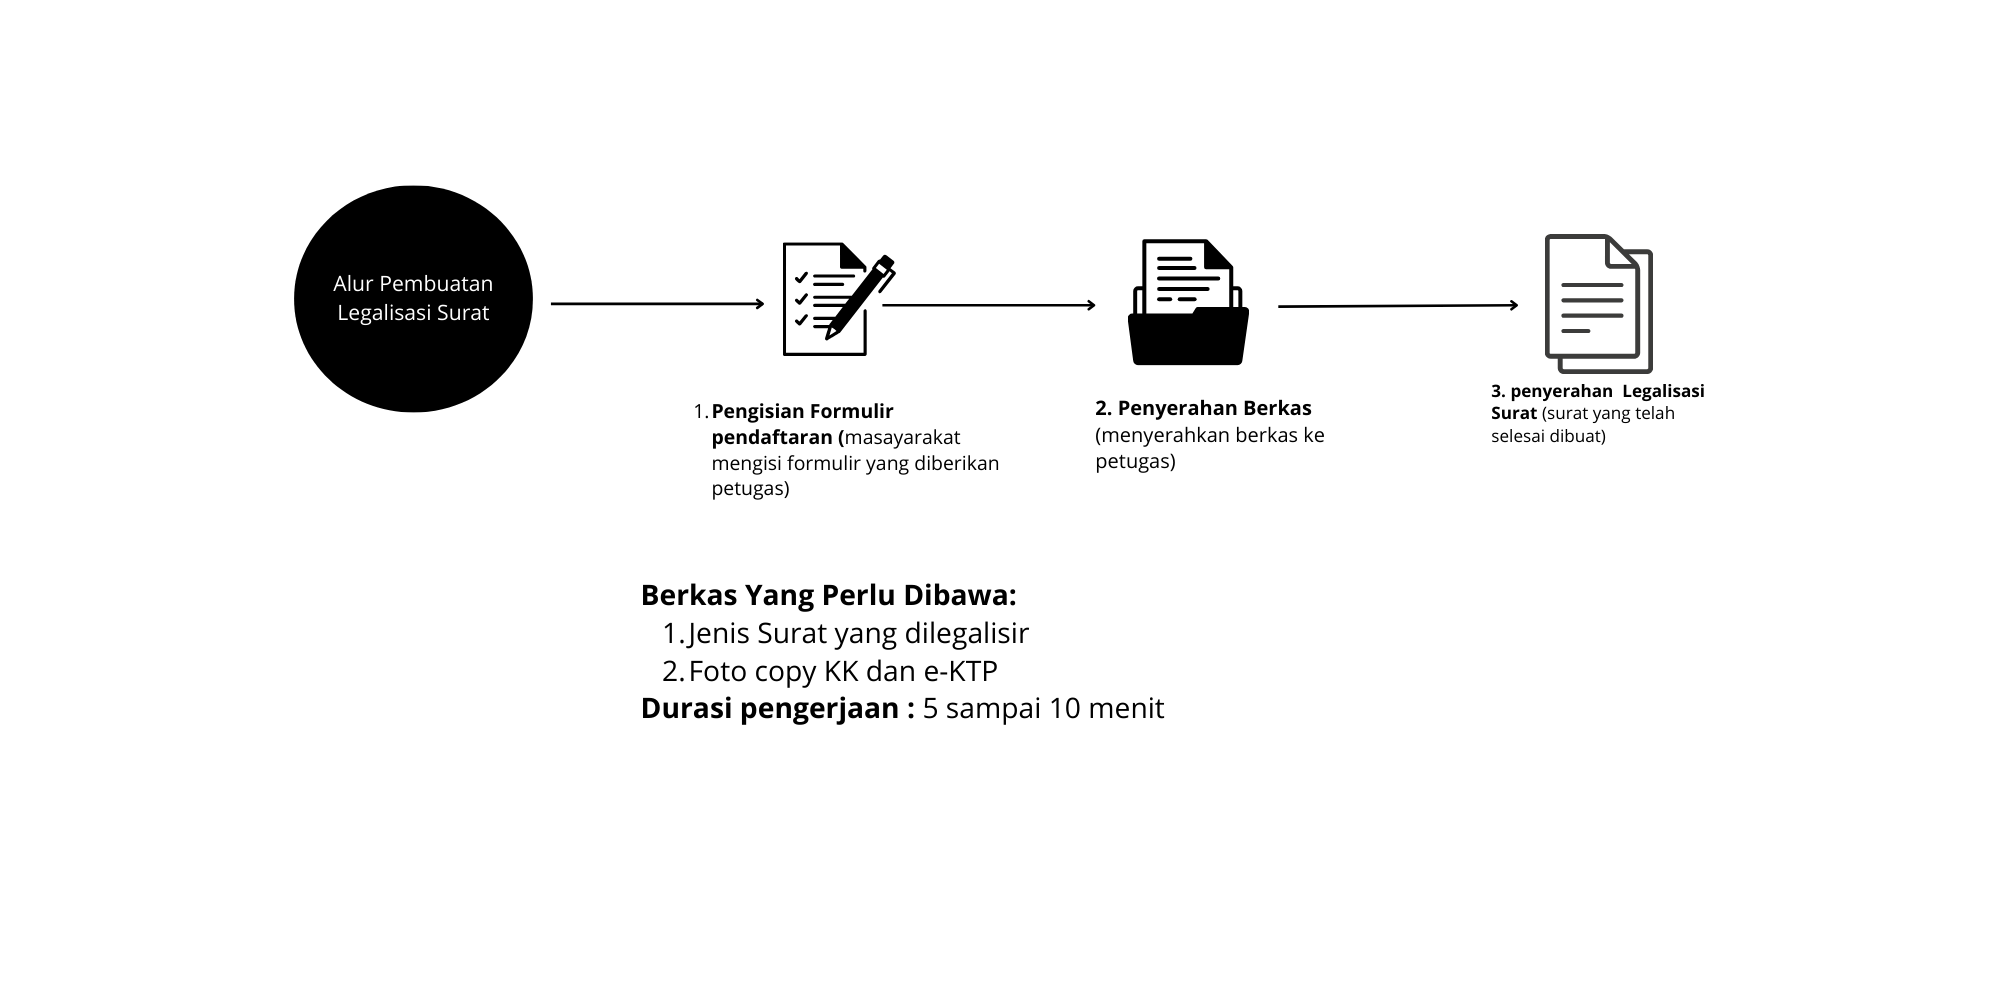 Alur Pembuatan
Legalisasi Surat
1. Pengisian Formulir
pendaftaran (masayarakat
mengisi formulir yang diberikan
petugas)
2. Penyerahan Berkas
(menyerahkan berkas ke
petugas)
3. penyerahan  Legalisasi
Surat (surat yang telah
selesai dibuat)
Berkas Yang Perlu Dibawa:
1. Jenis Surat yang dilegalisir
2. Foto copy KK dan e-KTP
Durasi pengerjaan : 5 sampai 10 menit